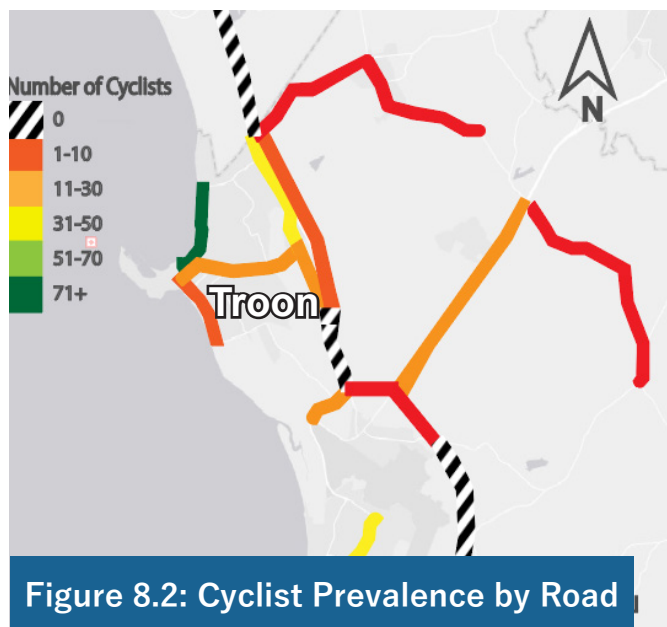 Number of Cyclists
0
1-10
11-30
31-50
51-70
71+
N
Troon
Figure 8.2: Cyclist Prevalence by Road